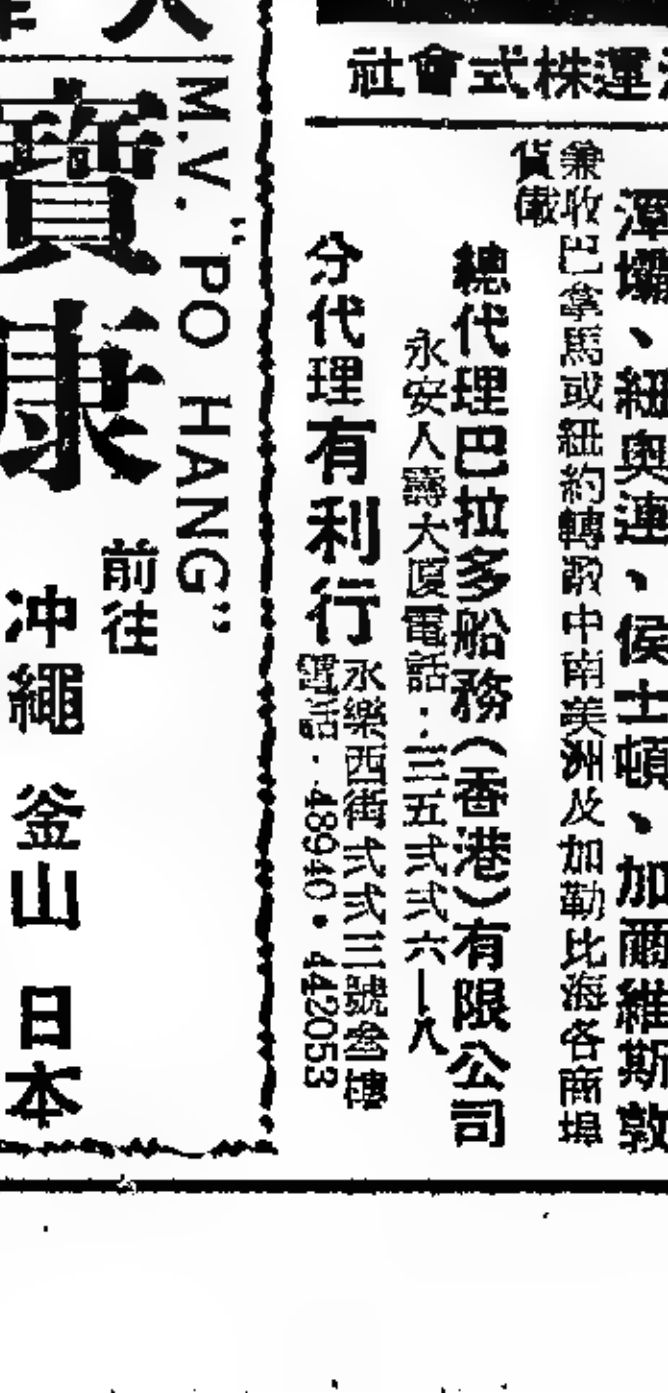 社會式株運
潭壩、紐奧連、侯士頓、加爾維斯敦
兼收巴拿馬或紐約轉駁中南美洲及加勒比海各商埠
貨儎
總代理巴拉多船務(香港)有限公司
永安人壽大廈電話·三五弍弍六一八
分代理有利行
永樂西街弍弍三號叁樓
電話·48940·442053
M.V. "PO HANG"
寶康
前往
冲繩 釜山 日本